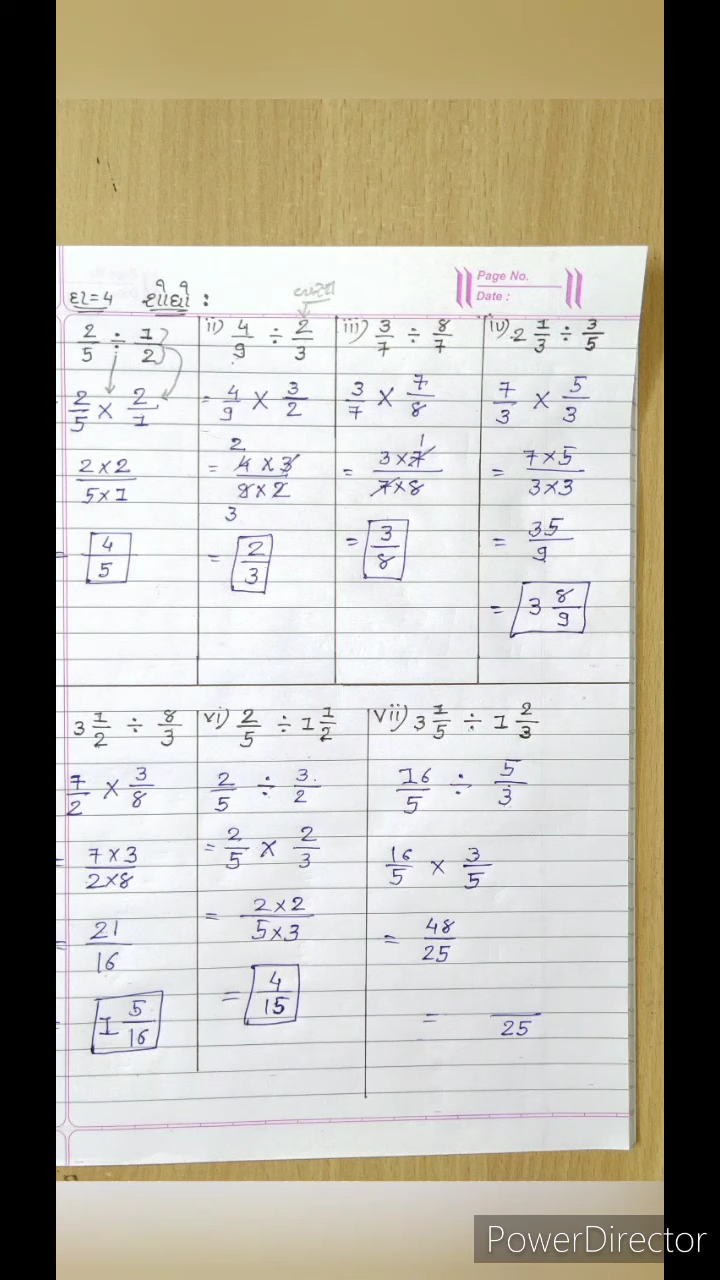 Page No.
Date :
દા=4 શોધો :
2/5 ÷ 1/2
2/5 × 2/1
2 × 2 / 5 × 1
= 4/5
ii) 4/9 ÷ 2/3
= 4/9 × 3/2
= 4 × 3 / 9 × 2
2
3
= 2/3
iii) 3/7 ÷ 8/7
3/7 × 7/8
= 3 × 7 / 7 × 8
1
= 3/8
iv) 2 1/3 ÷ 3/5
7/3 × 5/3
= 7 × 5 / 3 × 3
= 35/9
= 3 8/9
3 1/2 ÷ 8/3
7/2 × 3/8
= 7 × 3 / 2 × 8
= 21/16
= 1 5/16
vi) 2/5 ÷ 1 1/2
2/5 ÷ 3/2
= 2/5 × 2/3
= 2 × 2 / 5 × 3
= 4/15
vii) 3 1/5 ÷ 1 2/3
16/5 ÷ 5/3
16/5 × 3/5
= 48/25
= /25
PowerDirector